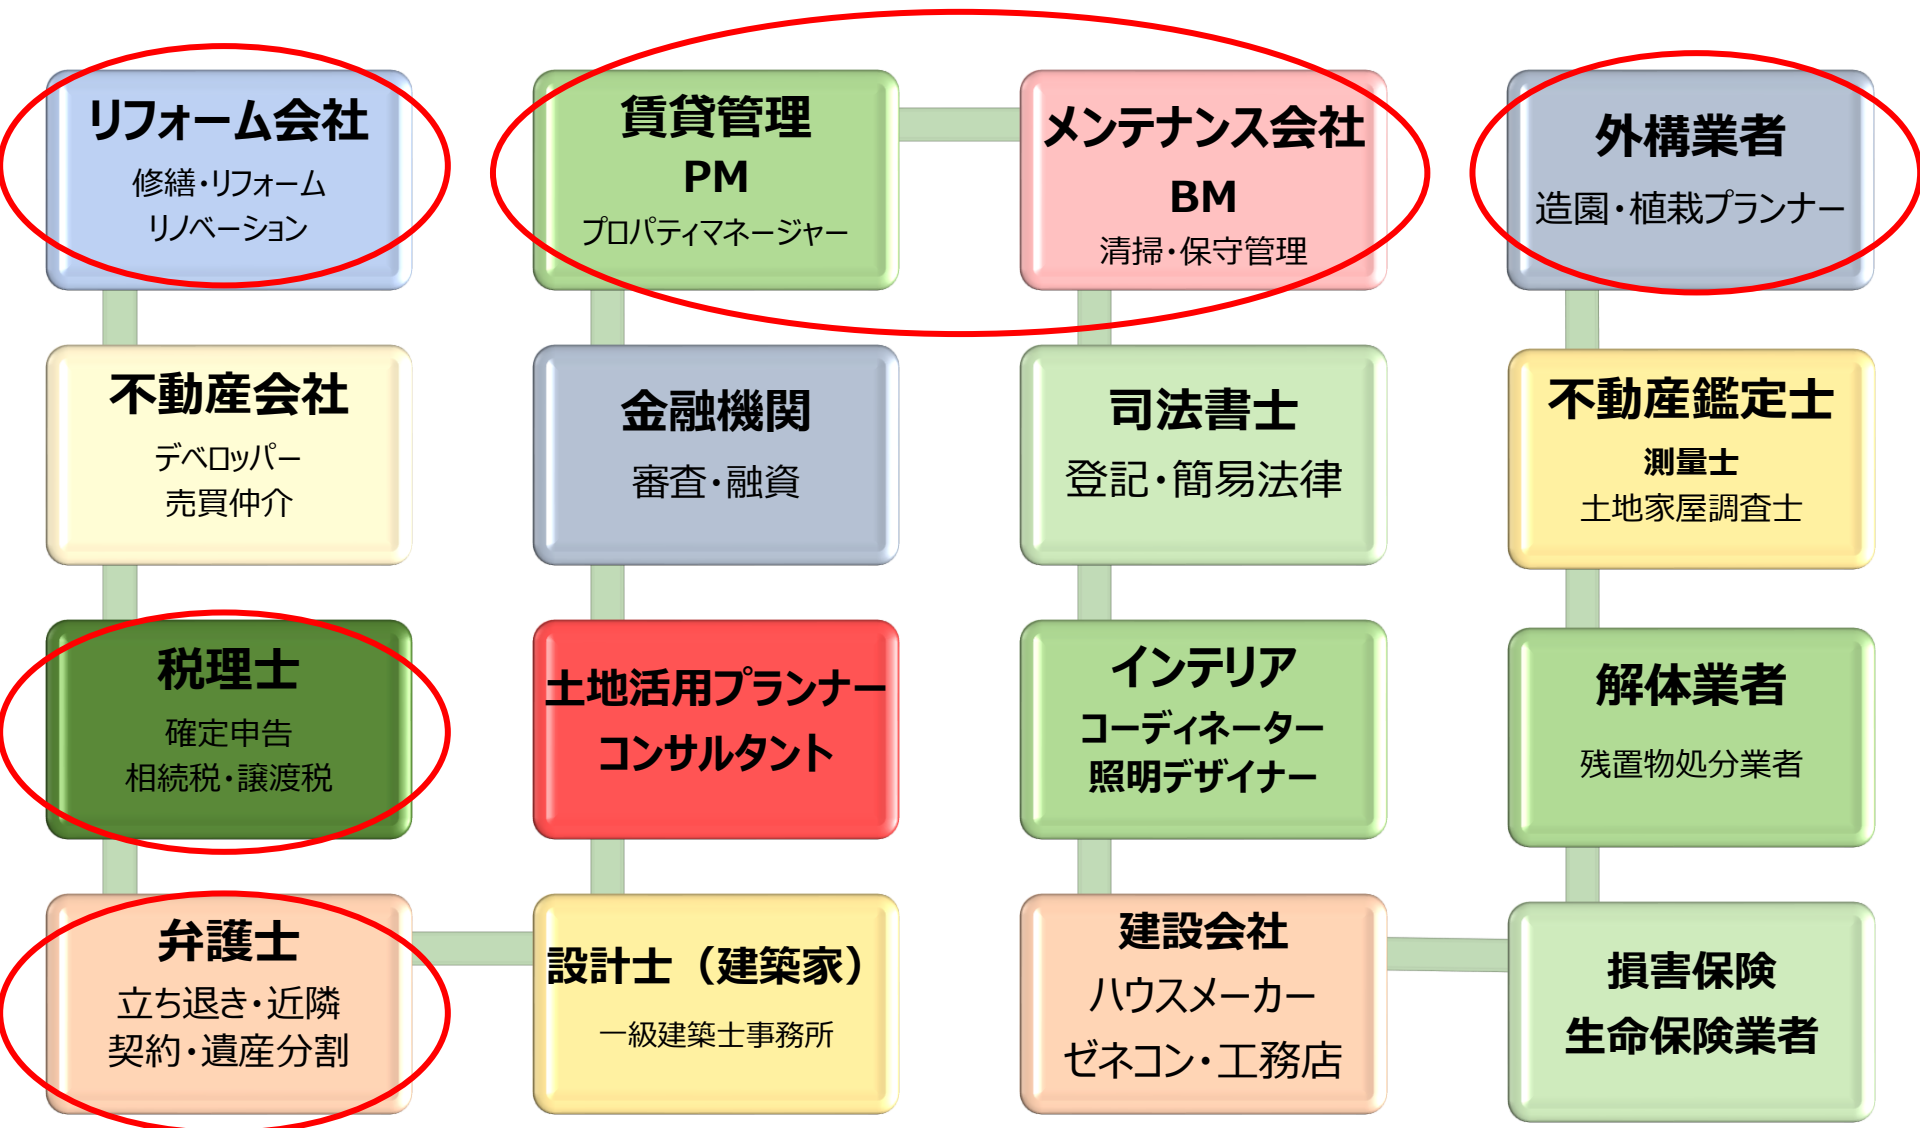 リフォーム会社
修繕・リフォーム
リノベーション
賃貸管理
PM
プロパティマネージャー
メンテナンス会社
BM
清掃・保守管理
外構業者
造園・植栽プランナー
不動産会社
デベロッパー
売買仲介
金融機関
審査・融資
司法書士
登記・簡易法律
不動産鑑定士
測量士
土地家屋調査士
税理士
確定申告
相続税・譲渡税
土地活用プランナー
コンサルタント
インテリア
コーディネーター
照明デザイナー
解体業者
残置物処分業者
弁護士
立ち退き・近隣
契約・遺産分割
設計士（建築家）
一級建築士事務所
建設会社
ハウスメーカー
ゼネコン・工務店
損害保険
生命保険業者